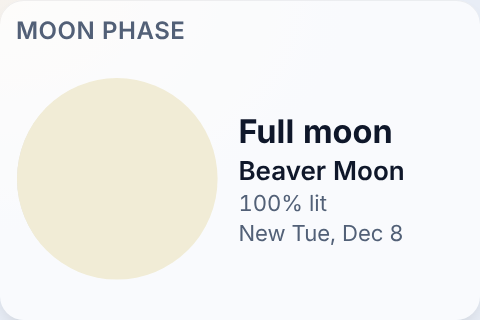 MOON PHASE
Full moon
Beaver Moon
100% lit
New Tue, Dec 8